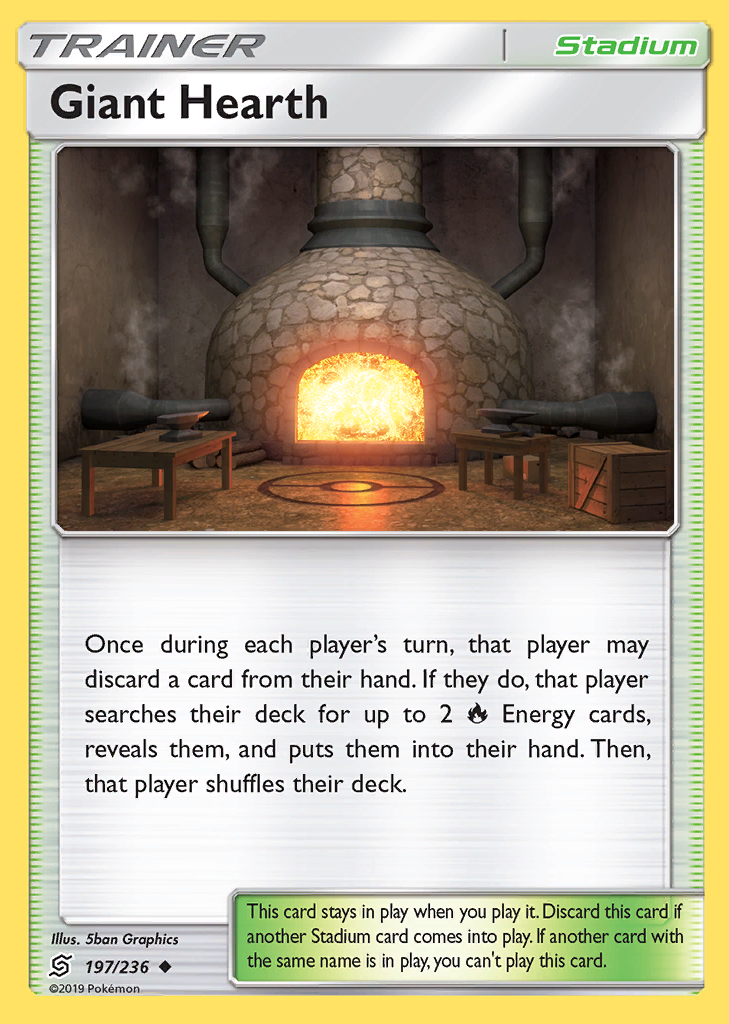 TRAINER
Stadium
Giant Hearth
Once during each player's turn, that player may
discard a card from their hand. If they do, that player
searches their deck for up to 2 Energy cards,
reveals them, and puts them into their hand. Then,
that player shuffles their deck.
This card stays in play when you play it. Discard this card if
another Stadium card comes into play. If another card with
the same name is in play, you can't play this card.
Illus. 5ban Graphics
197/236
©2019 Pokémon